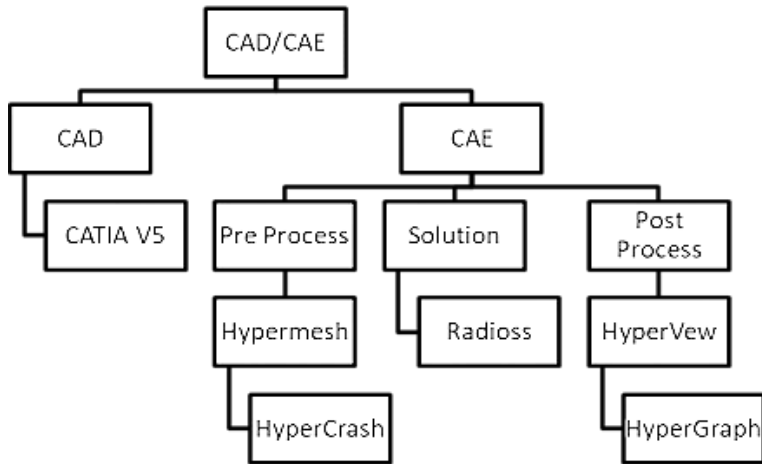 CAD/CAE
CAD
CAE
CATIA V5
Pre Process
Solution
Post
Process
Hypermesh
Radioss
HyperVew
HyperCrash
HyperGraph